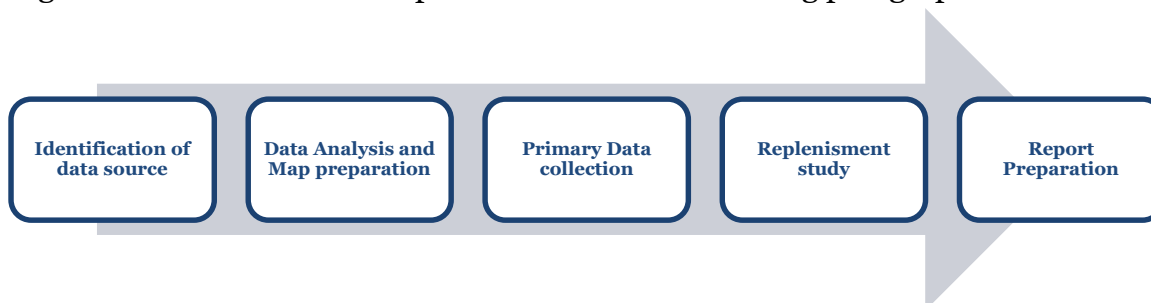 Identification of
data source
Data Analysis and
Map preparation
Primary Data
collection
Replenisment
study
Report
Preparation